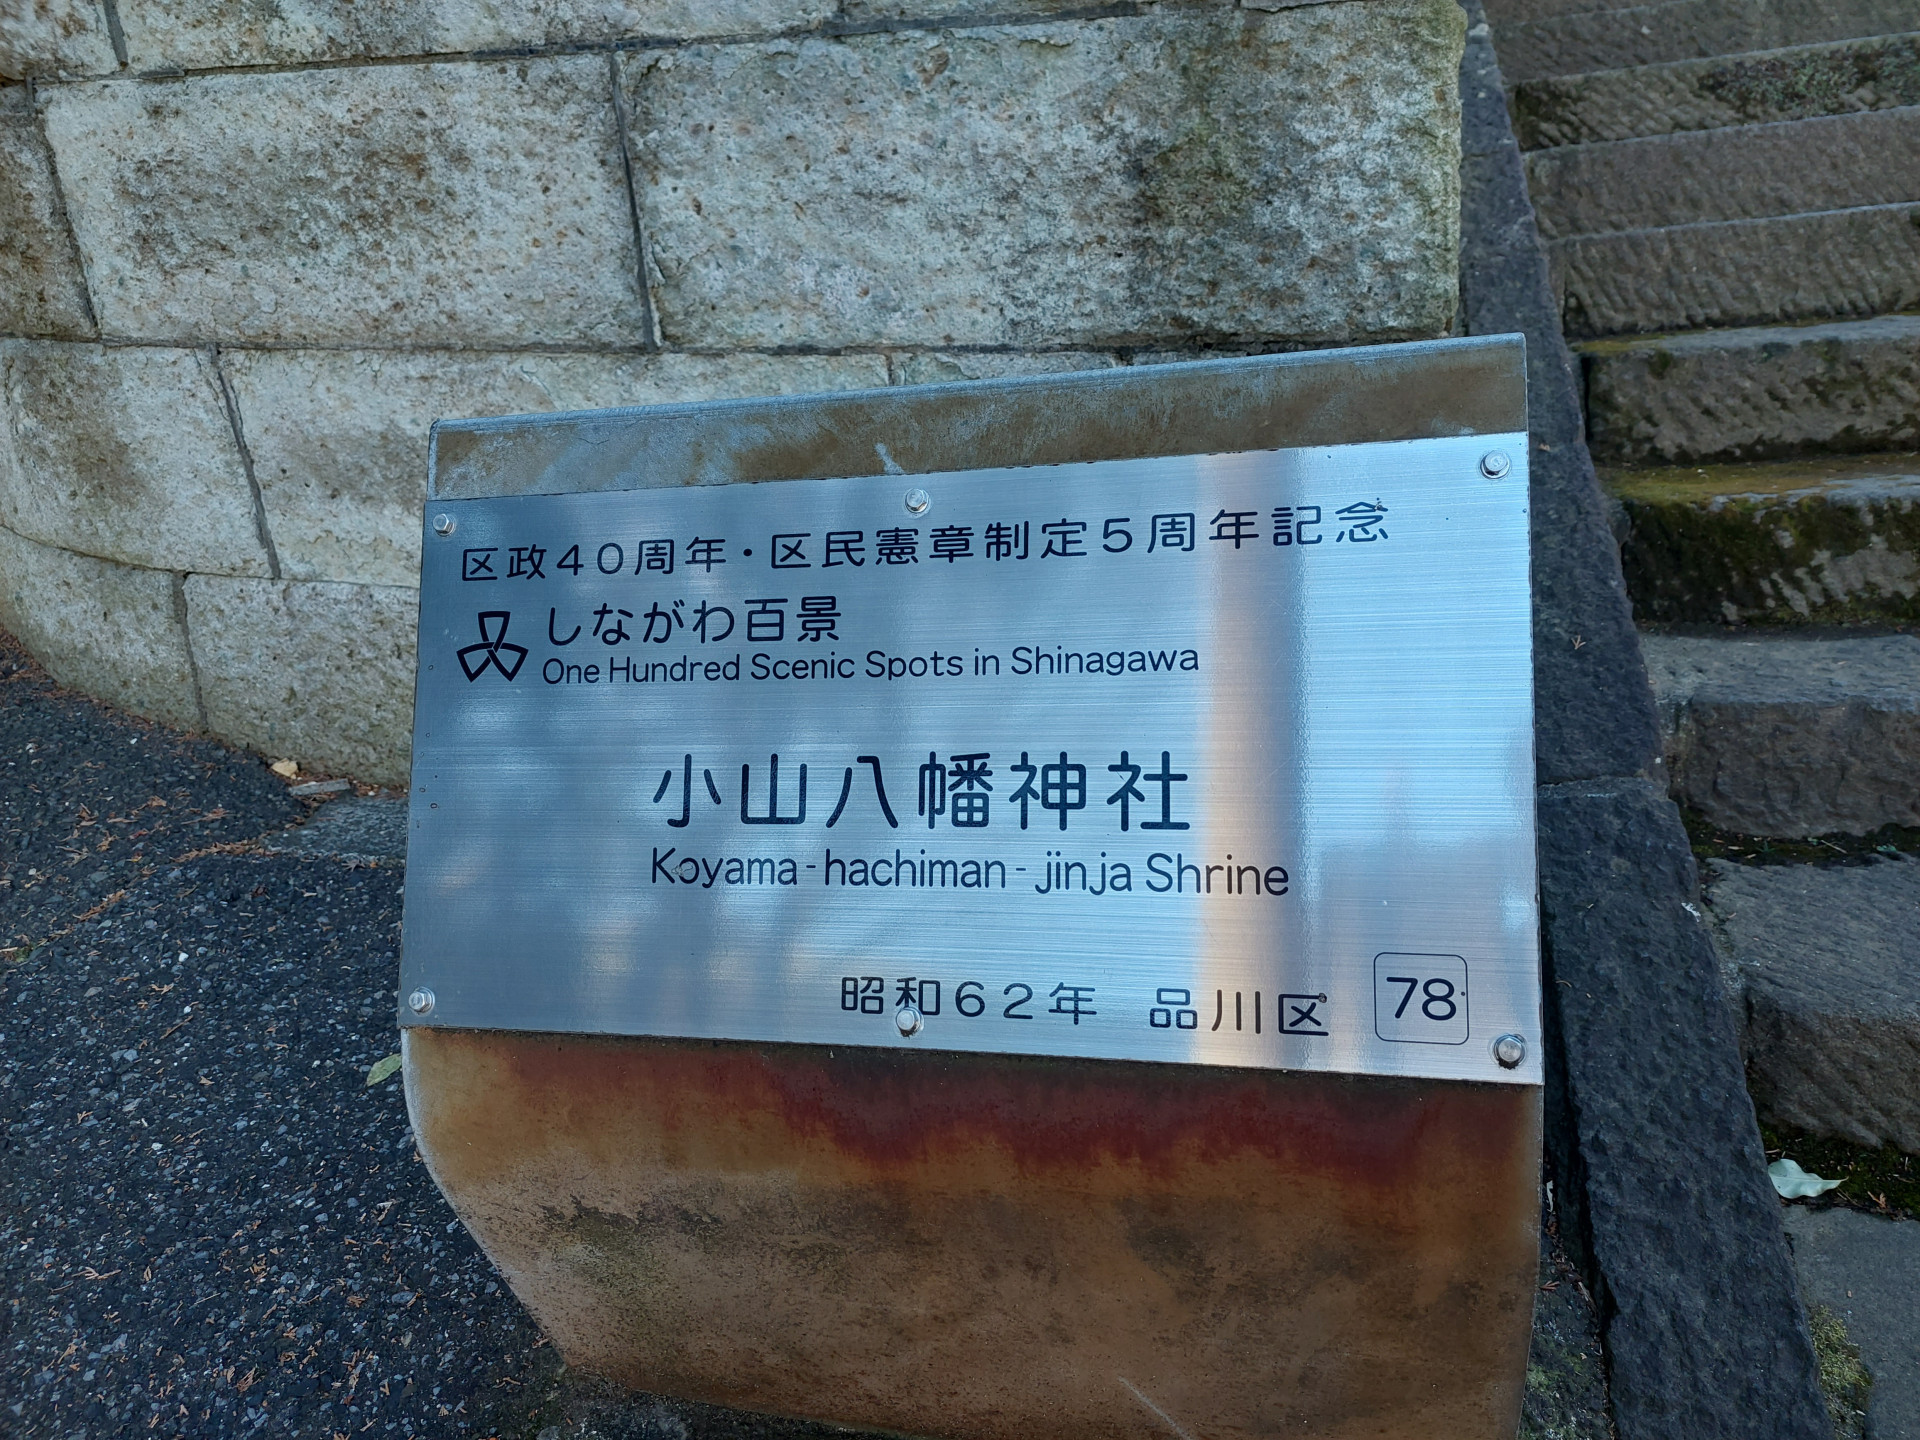 区政４０周年・区民憲章制定５周年記念
しながわ百景
One Hundred Scenic Spots in Shinagawa
小山八幡神社
Koyama-hachiman-jinja Shrine
昭和６２年 品川区 78